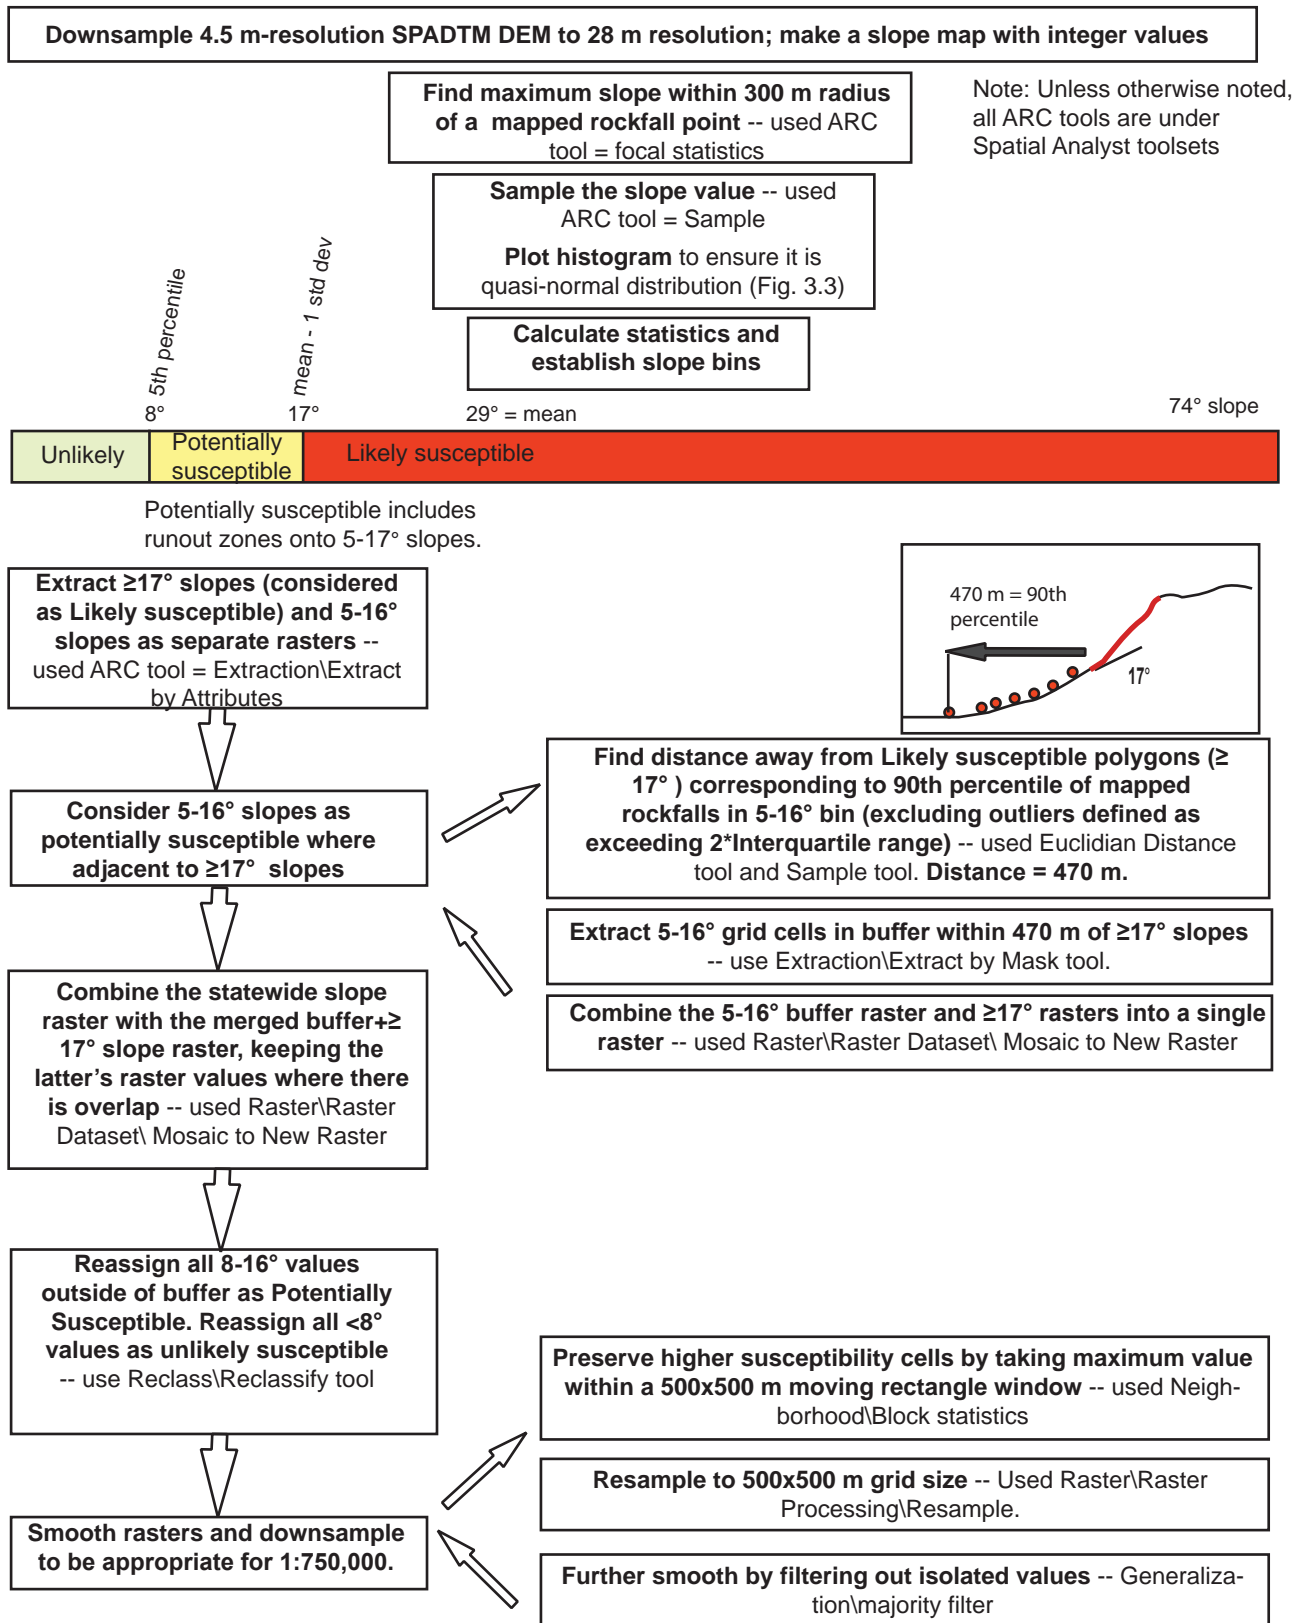 Downsample 4.5 m-resolution SPADTM DEM to 28 m resolution; make a slope map with integer values
Find maximum slope within 300 m radius
of a  mapped rockfall point -- used ARC
tool = focal statistics
Note: Unless otherwise noted,
all ARC tools are under
Spatial Analyst toolsets
Sample the slope value -- used
ARC tool = Sample
Plot histogram to ensure it is
quasi-normal distribution (Fig. 3.3)
Calculate statistics and
establish slope bins
5th percentile
mean - 1 std dev
8°
17°
29° = mean
74° slope
Unlikely
Potentially
susceptible
Likely susceptible
Potentially susceptible includes
runout zones onto 5-17° slopes.
Extract ≥17° slopes (considered
as Likely susceptible) and 5-16°
slopes as separate rasters --
used ARC tool = Extraction\Extract
by Attributes
470 m = 90th
percentile
17°
Consider 5-16° slopes as
potentially susceptible where
adjacent to ≥17°  slopes
Find distance away from Likely susceptible polygons (≥
17° ) corresponding to 90th percentile of mapped
rockfalls in 5-16° bin (excluding outliers defined as
exceeding 2*Interquartile range) -- used Euclidian Distance
tool and Sample tool. Distance = 470 m.
Extract 5-16° grid cells in buffer within 470 m of ≥17° slopes
-- use Extraction\Extract by Mask tool.
Combine the 5-16° buffer raster and ≥17° rasters into a single
raster -- used Raster\Raster Dataset\ Mosaic to New Raster
Combine the statewide slope
raster with the merged buffer+≥
17° slope raster, keeping the
latter’s raster values where there
is overlap -- used Raster\Raster
Dataset\ Mosaic to New Raster
Reassign all 8-16° values
outside of buffer as Potentially
Susceptible. Reassign all <8°
values as unlikely susceptible
-- use Reclass\Reclassify tool
Preserve higher susceptibility cells by taking maximum value
within a 500x500 m moving rectangle window -- used Neigh-
borhood\Block statistics
Resample to 500x500 m grid size -- Used Raster\Raster
Processing\Resample.
Smooth rasters and downsample
to be appropriate for 1:750,000.
Further smooth by filtering out isolated values -- Generaliza-
tion\majority filter